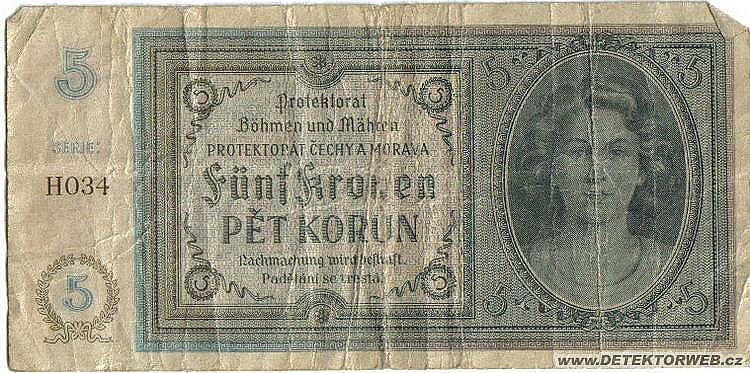 5
SERIE:
H034
5
Protektorat
Böhmen und Mähren
PROTEKTORÁT ČECHY A MORAVA
Fünf Kronen
PĚT KORUN
Nachmachung wird bestraft.
Padělání se trestá.
5
5
5
5
WWW.DETEKTORWEB.cz